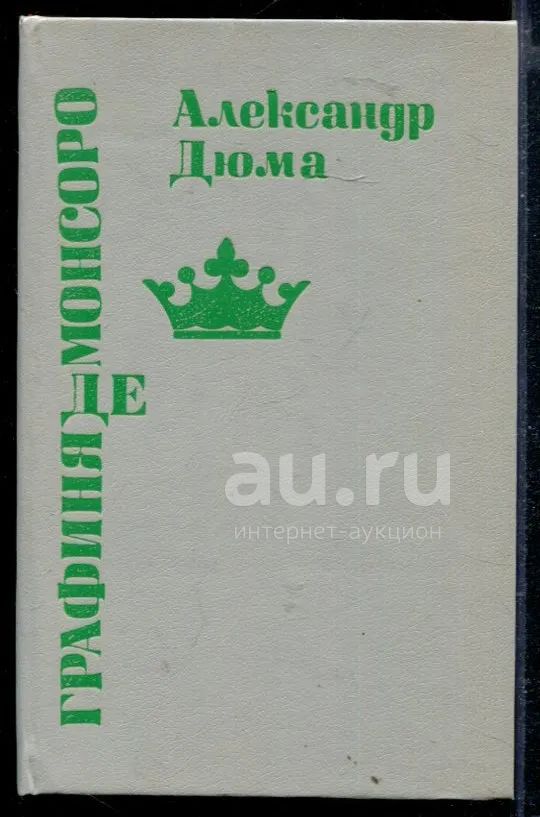 Александр
Дюма
ГРАФИНЯ
ДЕ
МОНСОРО
au.ru
интернет-аукцион